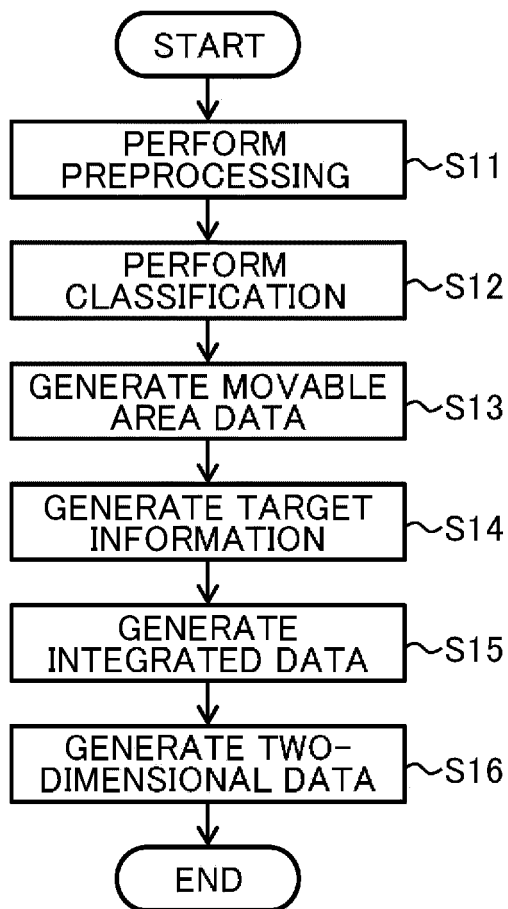 START
PERFORM
PREPROCESSING
S11
PERFORM
CLASSIFICATION
S12
GENERATE MOVABLE
AREA DATA
S13
GENERATE TARGET
INFORMATION
S14
GENERATE
INTEGRATED DATA
S15
GENERATE TWO-
DIMENSIONAL DATA
S16
END